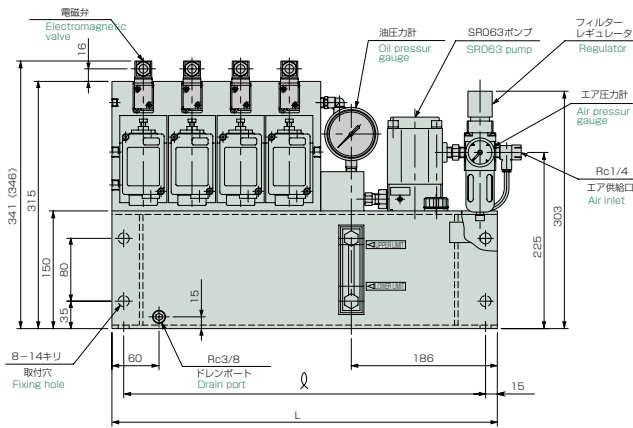 電磁弁
Electromagnetic
valve
油圧力計
Oil pressur
gauge
SR063ポンプ
SR063 pump
フィルター
レギュレータ
Regulator
エア圧力計
Air pressur
gauge
Rc1/4
エア供給口
Air inlet
16
341 (346)
315
150
80
35
303
225
UPPER LIMIT
LOWER LIMIT
15
8-14キリ
取付穴
Fixing hole
60
Rc3/8
ドレンポート
Drain port
186
ℓ
15
L